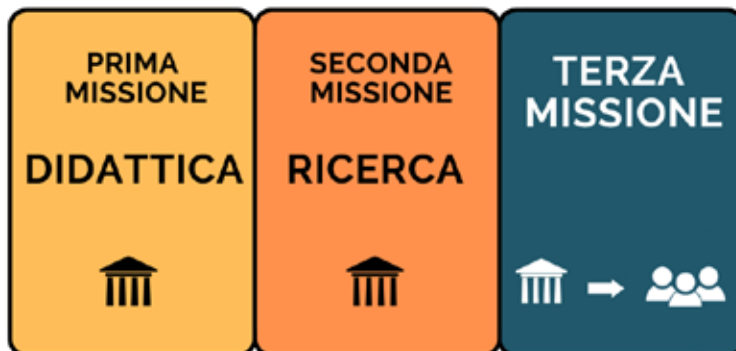 PRIMA
MISSIONE
DIDATTICA
SECONDA
MISSIONE
RICERCA
TERZA
MISSIONE